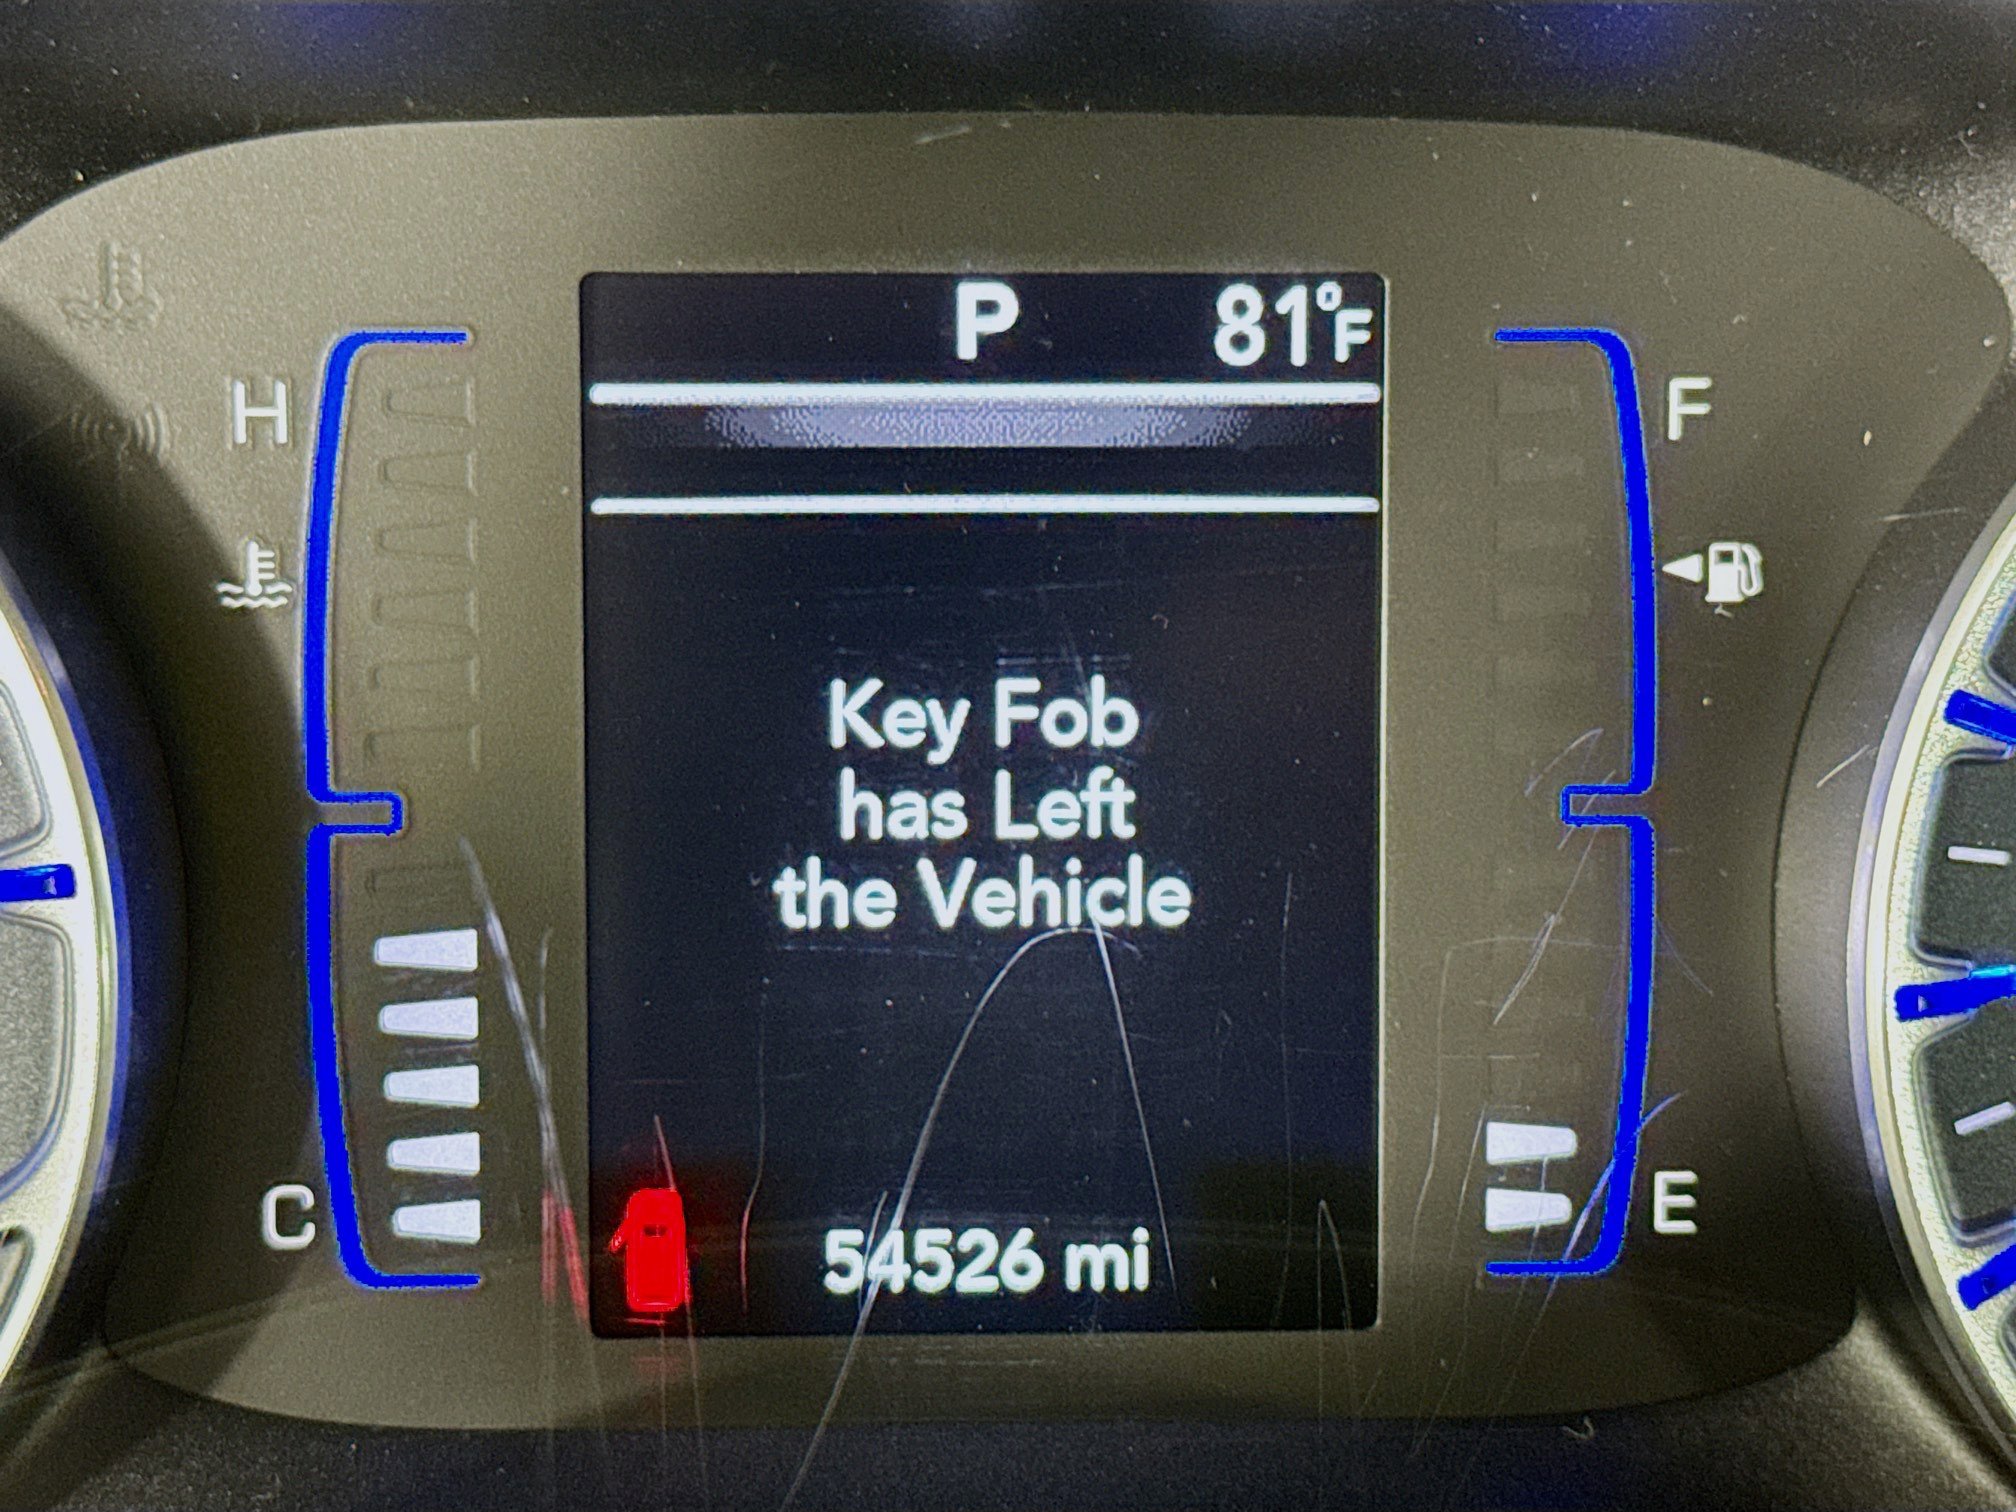 P 81°F
H F
Key Fob
has Left
the Vehicle
C E
54526 mi